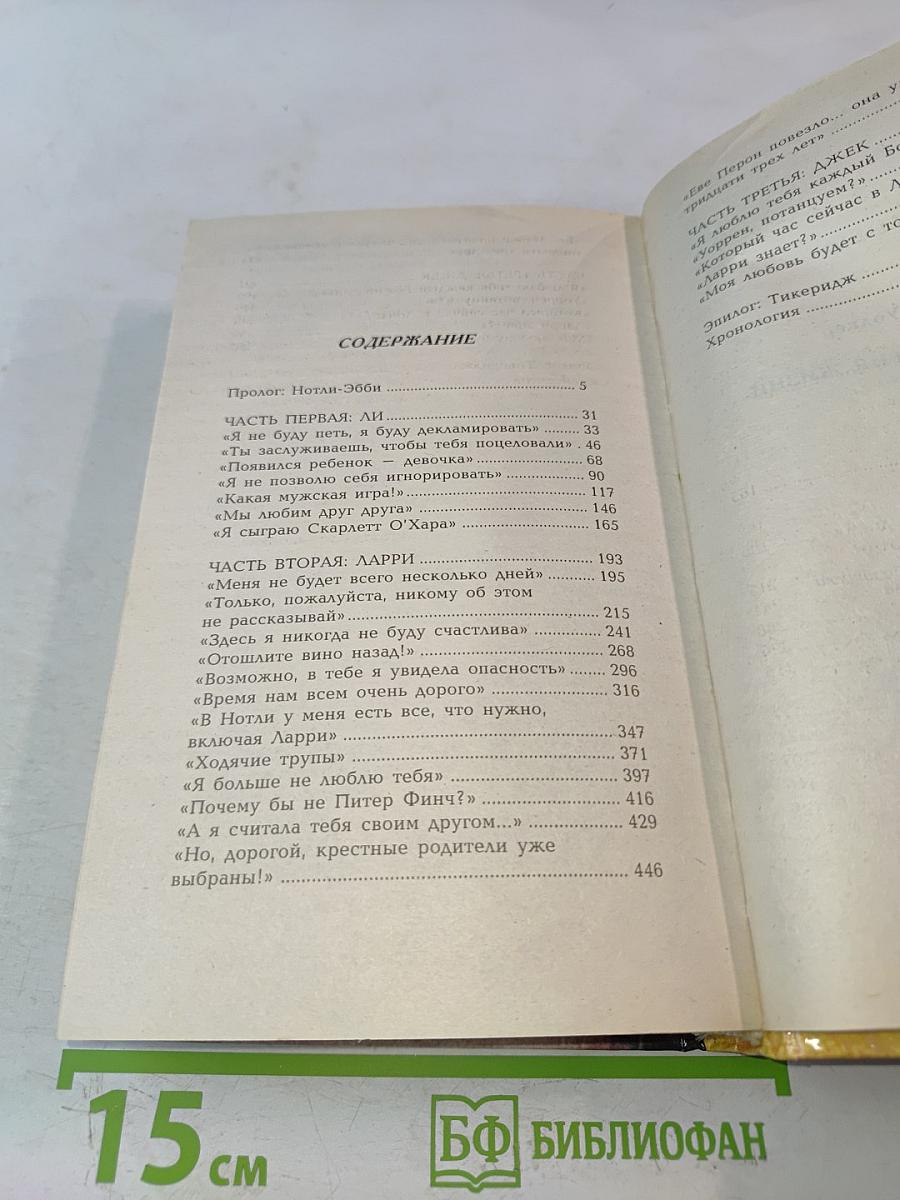 СОДЕРЖАНИЕ
Пролог: Нотли-Эбби ........ 5
ЧАСТЬ ПЕРВАЯ: ЛИ ........ 31
«Я не буду петь, я буду декламировать» ........ 33
«Ты заслуживаешь, чтобы тебя поцеловали» . 46
«Появился ребенок — девочка» ........ 68
«Я не позволю себя игнорировать» ........ 90
«Какая мужская игра!» ........ 117
«Мы любим друг друга» ........ 146
«Я сыграю Скарлетт О'Хара» ........ 165
ЧАСТЬ ВТОРАЯ: ЛАРРИ ........ 193
«Меня не будет всего несколько дней» ........ 195
«Только, пожалуйста, никому об этом
не рассказывай» ........ 215
«Здесь я никогда не буду счастлива» ........ 241
«Отошлите вино назад!» ........ 268
«Возможно, в тебе я увидела опасность» ........ 296
«Время нам всем очень дорого» ........ 316
«В Нотли у меня есть все, что нужно,
включая Ларри» ........ 347
«Ходячие трупы» ........ 371
«Я больше не люблю тебя» ........ 397
«Почему бы не Питер Финч?» ........ 416
«А я считала тебя своим другом...» ........ 429
«Но, дорогой, крестные родители уже
выбраны!» ........ 446
«Еве Перон повезло... она у
тридцати трех лет» ........
ЧАСТЬ ТРЕТЬЯ: ДЖЕК ........
«Я люблю тебя каждый Бо
«Уоррен, потанцуем?» ........
«Который час сейчас в Л
«Ларри знает?» ........
«Моя любовь будет с то
Эпилог: Тикеридж ........
Хронология ........
15 см
БФ БИБЛИОФАН